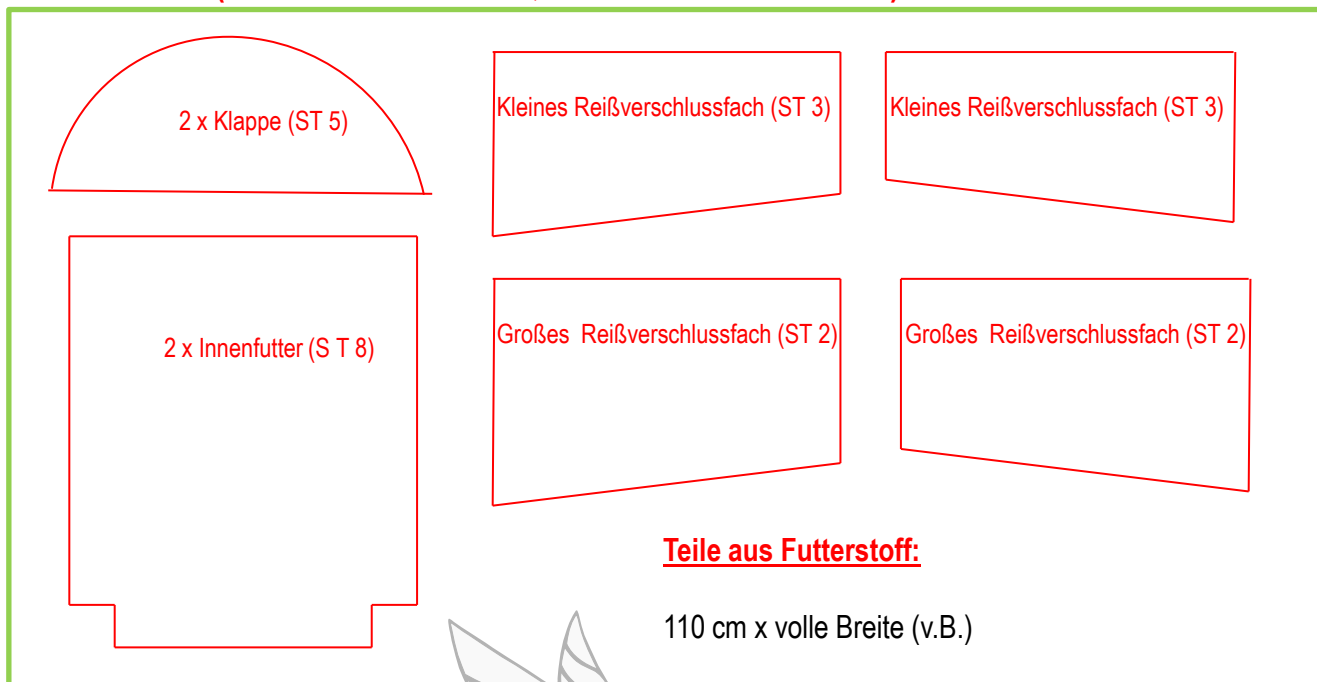 2 x Klappe (ST 5)
Kleines Reißverschlussfach (ST 3)
Kleines Reißverschlussfach (ST 3)
2 x Innenfutter (S T 8)
Großes  Reißverschlussfach (ST 2)
Großes  Reißverschlussfach (ST 2)
Teile aus Futterstoff:
110 cm x volle Breite (v.B.)